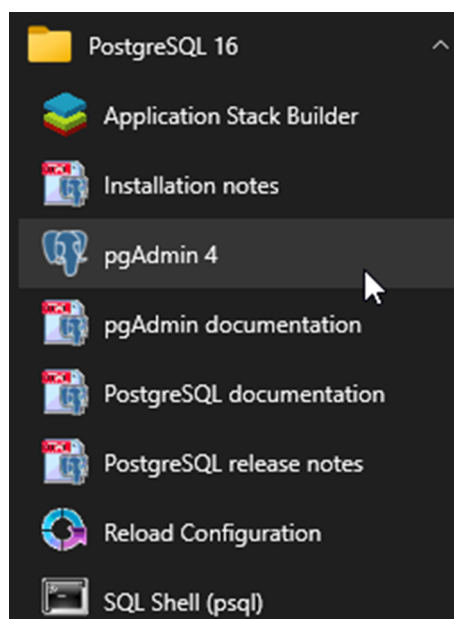 PostgreSQL 16
Application Stack Builder
Installation notes
pgAdmin 4
pgAdmin documentation
PostgreSQL documentation
PostgreSQL release notes
Reload Configuration
SQL Shell (psql)